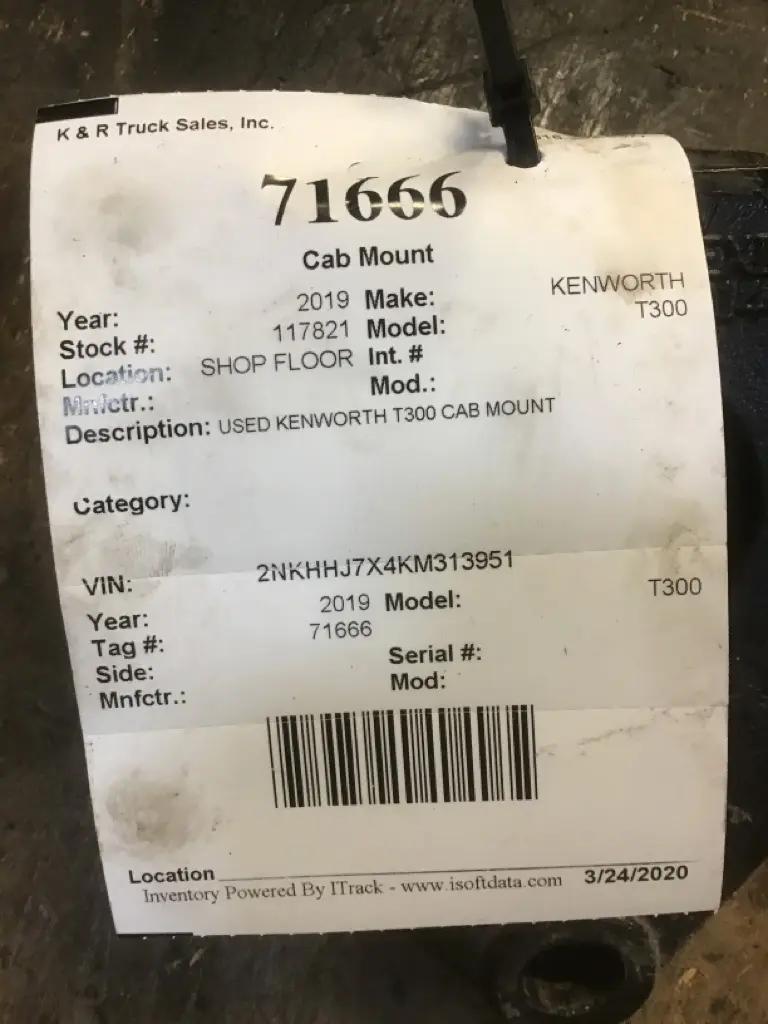 K & R Truck Sales, Inc.
71666
Cab Mount
Year: 2019 Make: KENWORTH
Stock #: 117821 Model: T300
Location: SHOP FLOOR Int. #
Mnfctr.: Mod.:
Description: USED KENWORTH T300 CAB MOUNT
Category:
VIN: 2NKHHJ7X4KM313951
Year: 2019 Model: T300
Tag #: 71666
Side: Serial #:
Mnfctr.: Mod:
Location
Inventory Powered By ITrack - www.isoftdata.com 3/24/2020